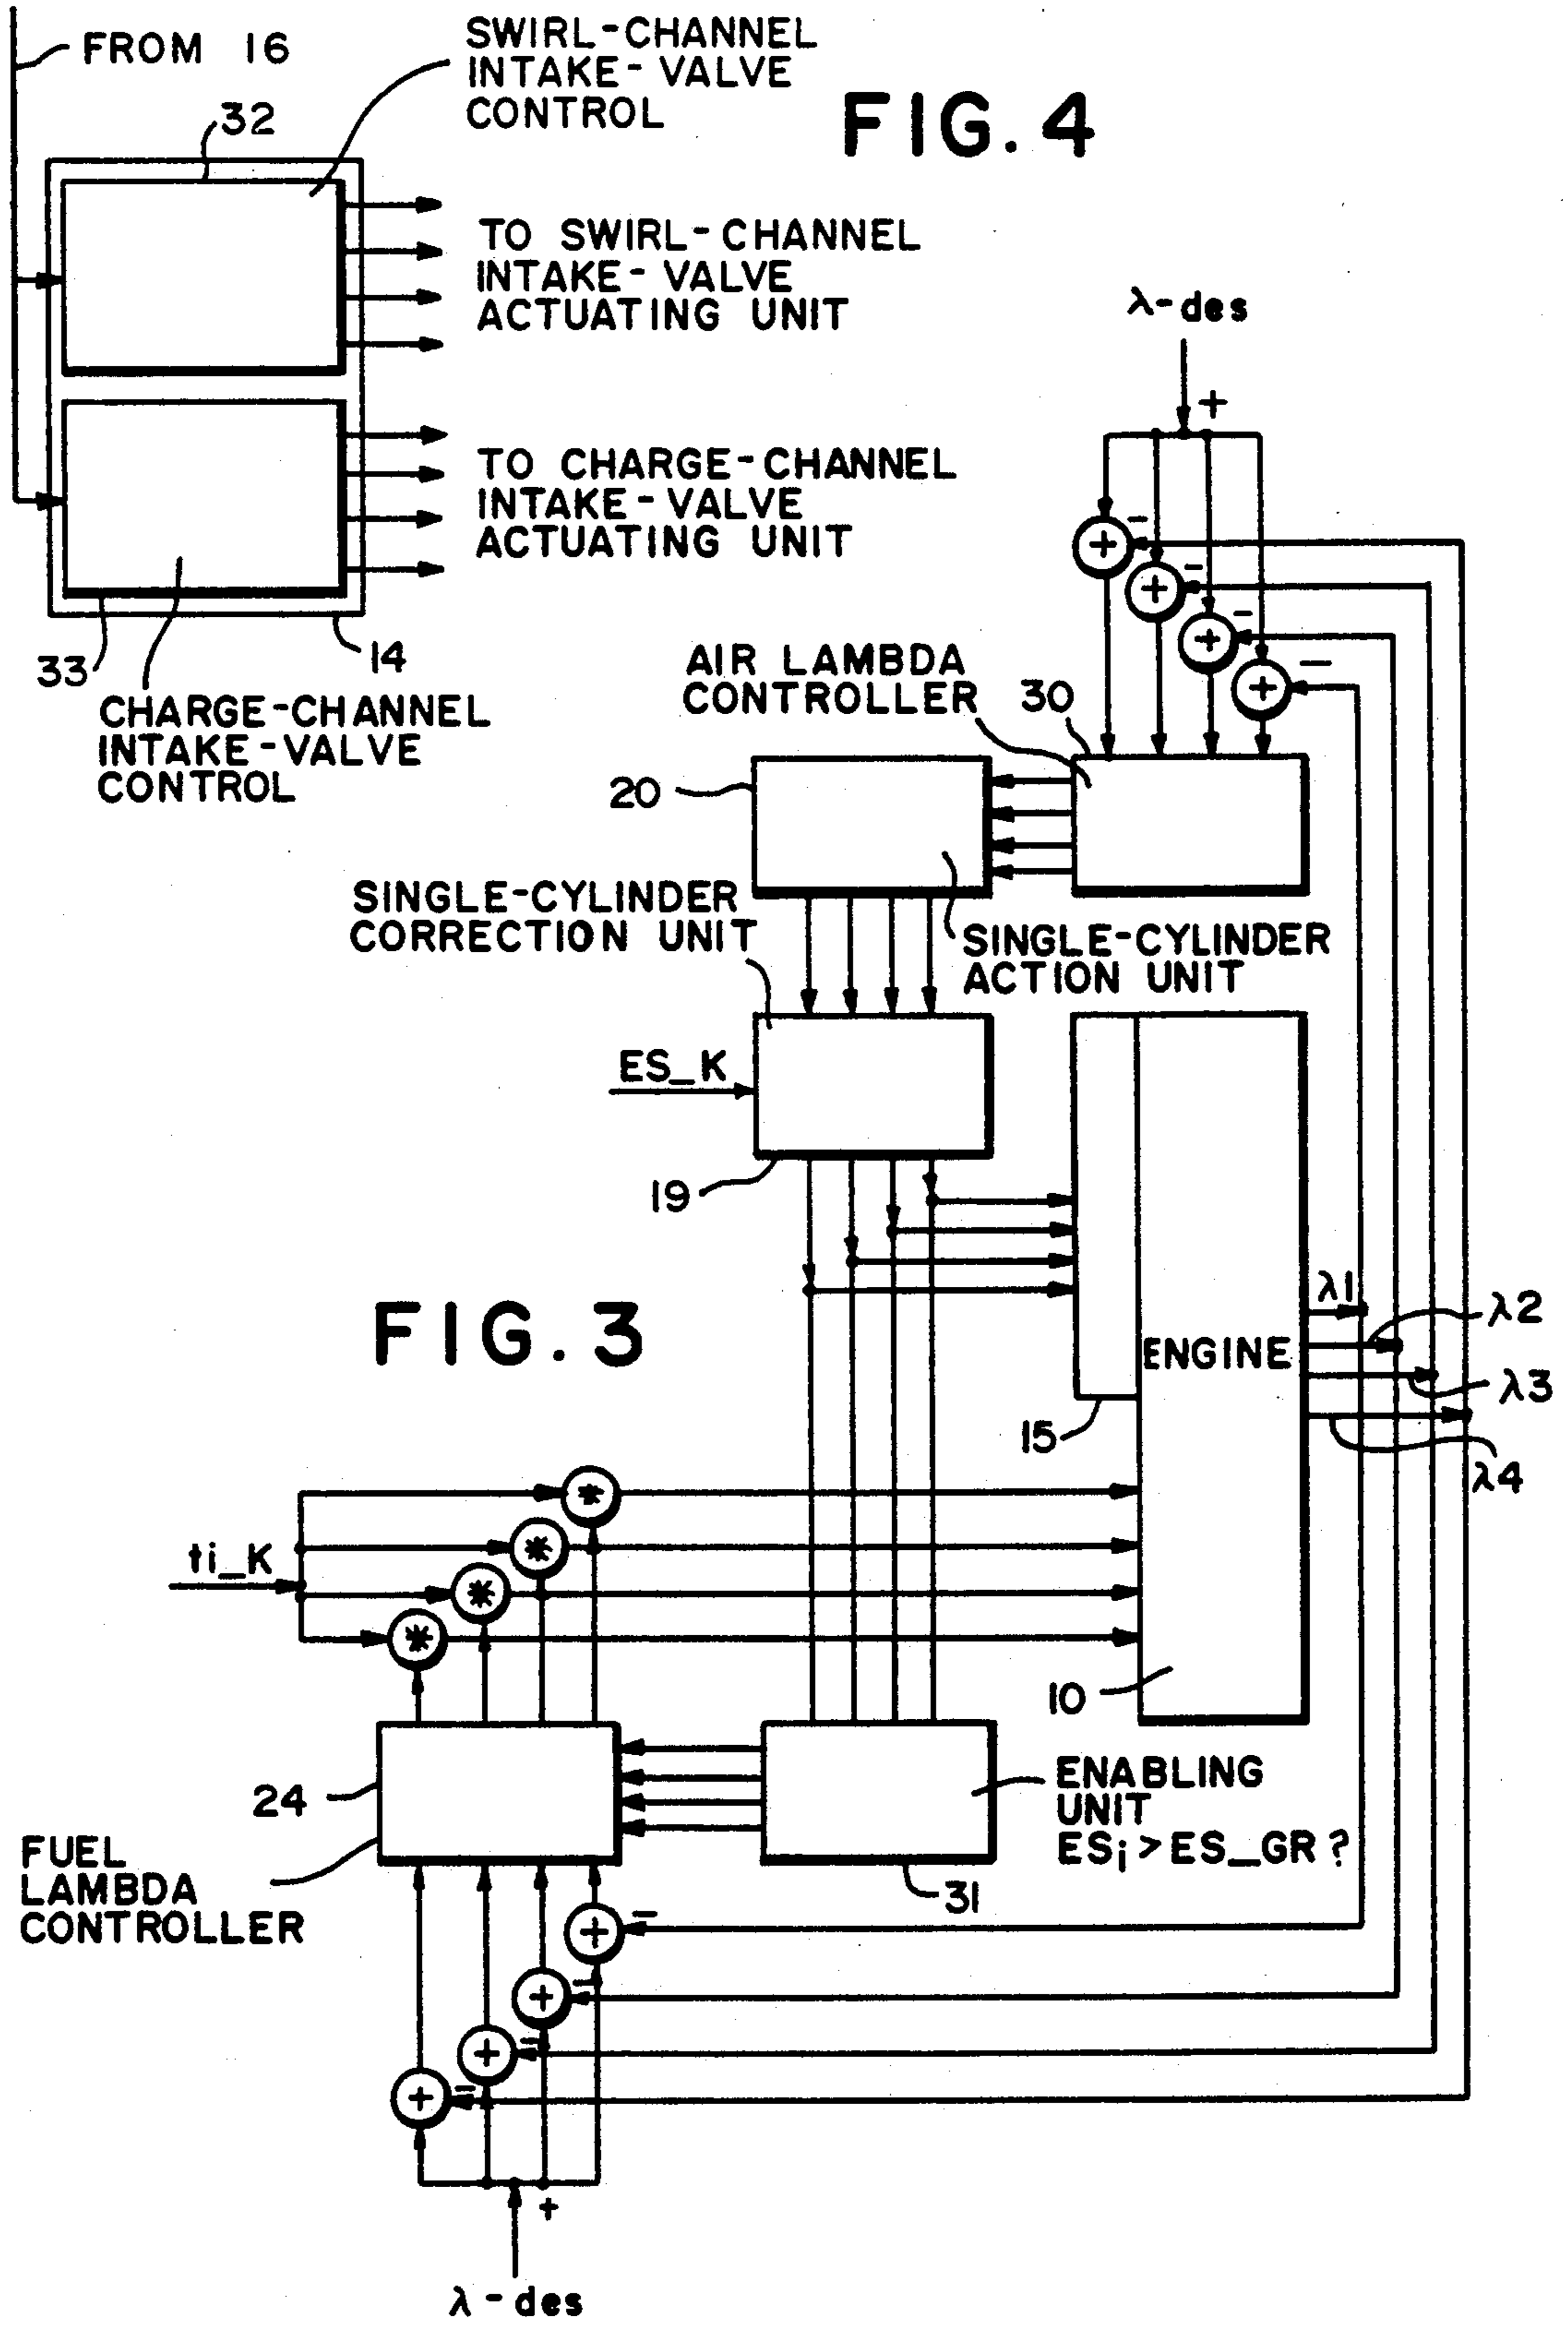 FROM 16
SWIRL-CHANNEL
INTAKE-VALVE
CONTROL
FIG. 4
32
TO SWIRL-CHANNEL
INTAKE-VALVE
ACTUATING UNIT
TO CHARGE-CHANNEL
INTAKE-VALVE
ACTUATING UNIT
33
14
CHARGE-CHANNEL
INTAKE-VALVE
CONTROL
λ-des
+
+ -
+ -
+ -
+ -
AIR LAMBDA
CONTROLLER
30
20
SINGLE-CYLINDER
CORRECTION UNIT
SINGLE-CYLINDER
ACTION UNIT
ES_K
19
FIG. 3
ENGINE
λ1
λ2
λ3
λ4
15
ti_K
*
*
*
*
10
24
FUEL
LAMBDA
CONTROLLER
ENABLING
UNIT
ESi > ES_GR ?
31
+ -
+ -
+ -
+ -
+
λ-des